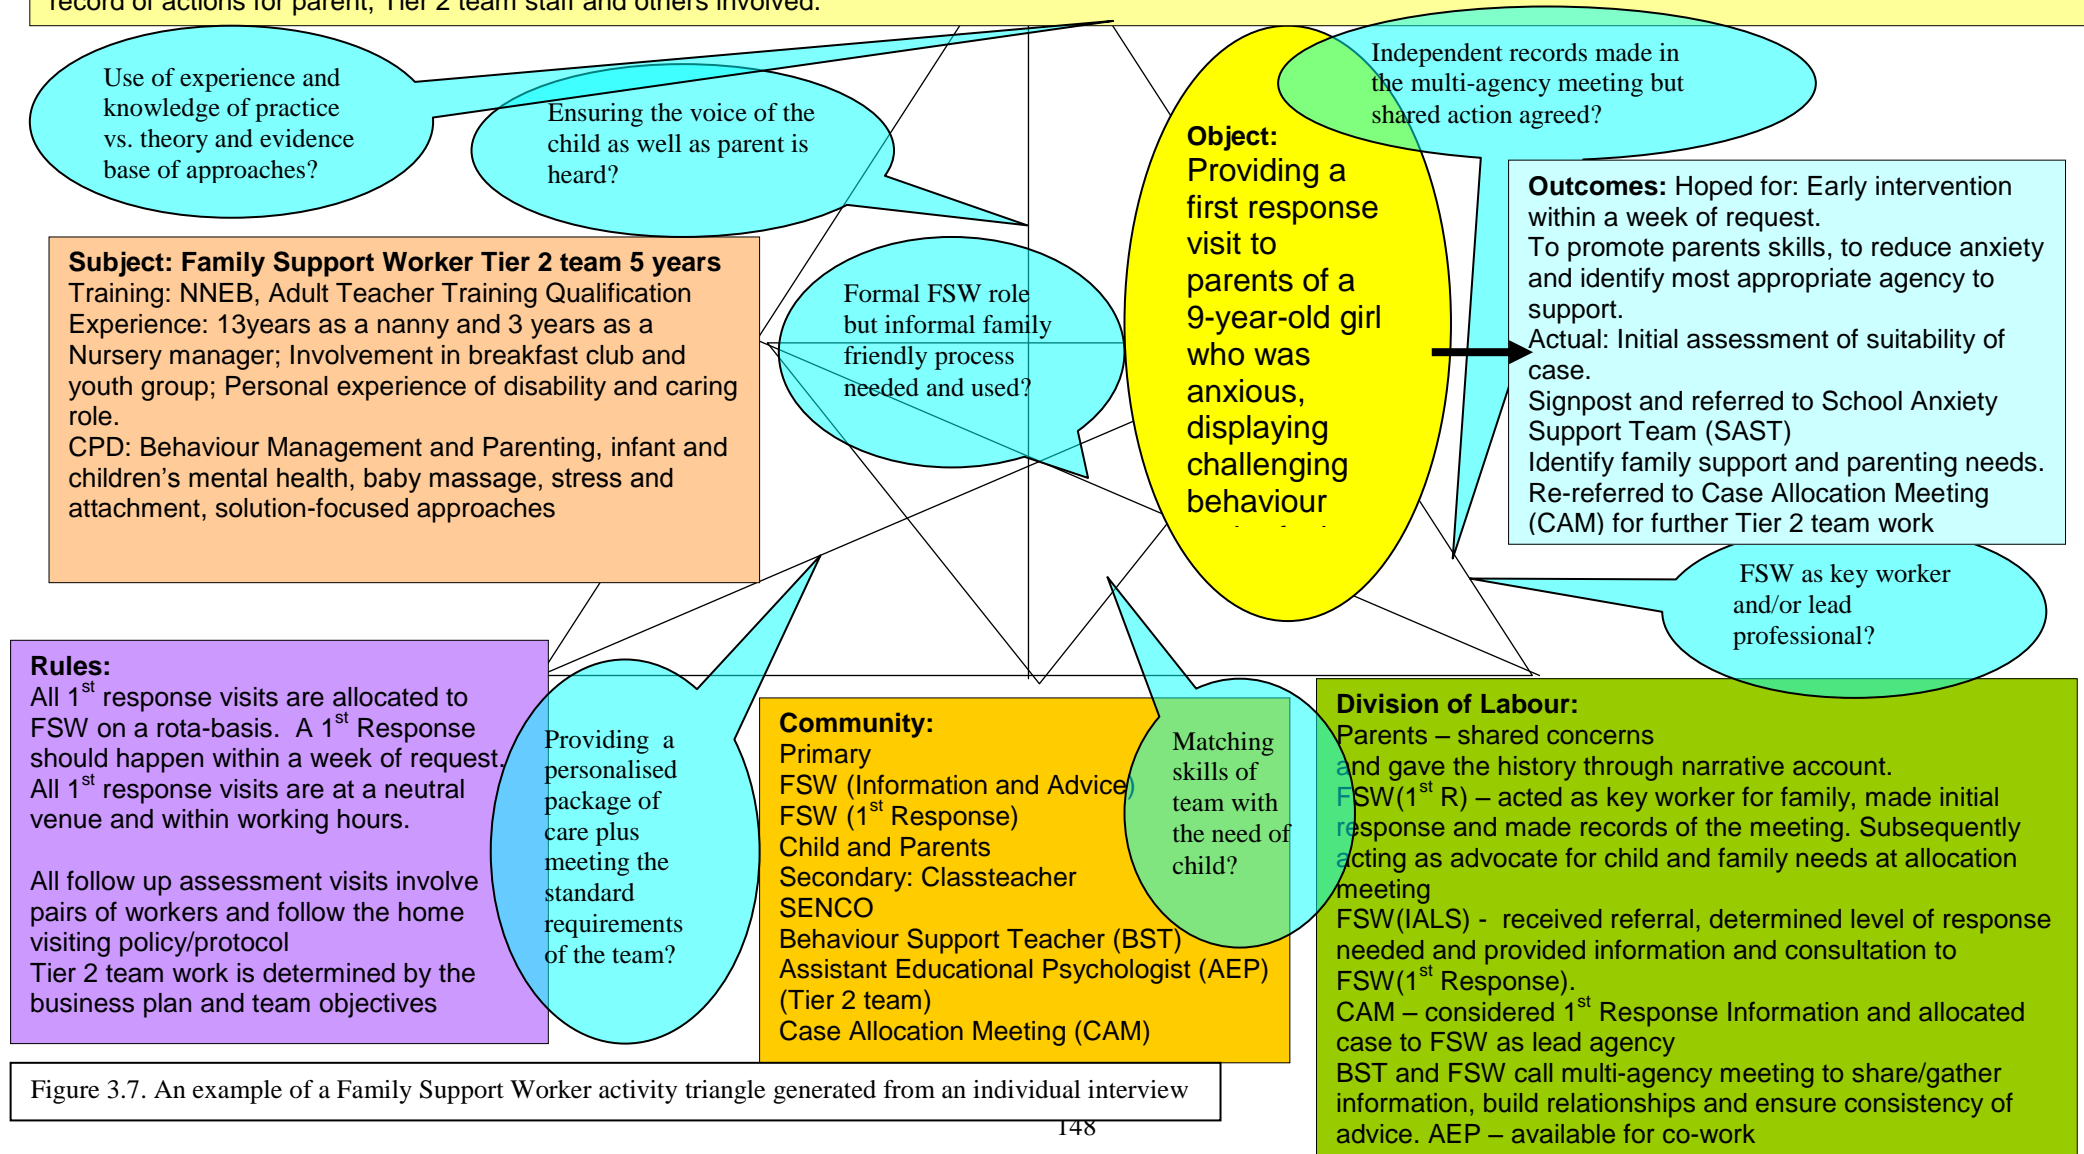 record of actions for parent, Tier 2 team staff and others involved.
Use of experience and
knowledge of practice
vs. theory and evidence
base of approaches?
Ensuring the voice of the
child as well as parent is
heard?
Independent records made in
the multi-agency meeting but
shared action agreed?
Object:
Providing a
first response
visit to
parents of a
9-year-old girl
who was
anxious,
displaying
challenging
behaviour
Outcomes: Hoped for: Early intervention
within a week of request.
To promote parents skills, to reduce anxiety
and identify most appropriate agency to
support.
Actual: Initial assessment of suitability of
case.
Signpost and referred to School Anxiety
Support Team (SAST)
Identify family support and parenting needs.
Re-referred to Case Allocation Meeting
(CAM) for further Tier 2 team work
Subject: Family Support Worker Tier 2 team 5 years
Training: NNEB, Adult Teacher Training Qualification
Experience: 13years as a nanny and 3 years as a
Nursery manager; Involvement in breakfast club and
youth group; Personal experience of disability and caring
role.
CPD: Behaviour Management and Parenting, infant and
children's mental health, baby massage, stress and
attachment, solution-focused approaches
Formal FSW role
but informal family
friendly process
needed and used?
FSW as key worker
and/or lead
professional?
Rules:
All 1st response visits are allocated to
FSW on a rota-basis.  A 1st Response
should happen within a week of request.
All 1st response visits are at a neutral
venue and within working hours.
All follow up assessment visits involve
pairs of workers and follow the home
visiting policy/protocol
Tier 2 team work is determined by the
business plan and team objectives
Providing  a
personalised
package of
care plus
meeting the
standard
requirements
of the team?
Community:
Primary
FSW (Information and Advice)
FSW (1st Response)
Child and Parents
Secondary: Classteacher
SENCO
Behaviour Support Teacher (BST)
Assistant Educational Psychologist (AEP)
(Tier 2 team)
Case Allocation Meeting (CAM)
Matching
skills of
team with
the need of
child?
Division of Labour:
Parents – shared concerns
and gave the history through narrative account.
FSW(1st R) – acted as key worker for family, made initial
response and made records of the meeting. Subsequently
acting as advocate for child and family needs at allocation
meeting
FSW(IALS) -  received referral, determined level of response
needed and provided information and consultation to
FSW(1st Response).
CAM – considered 1st Response Information and allocated
case to FSW as lead agency
BST and FSW call multi-agency meeting to share/gather
information, build relationships and ensure consistency of
advice. AEP – available for co-work
Figure 3.7. An example of a Family Support Worker activity triangle generated from an individual interview
148